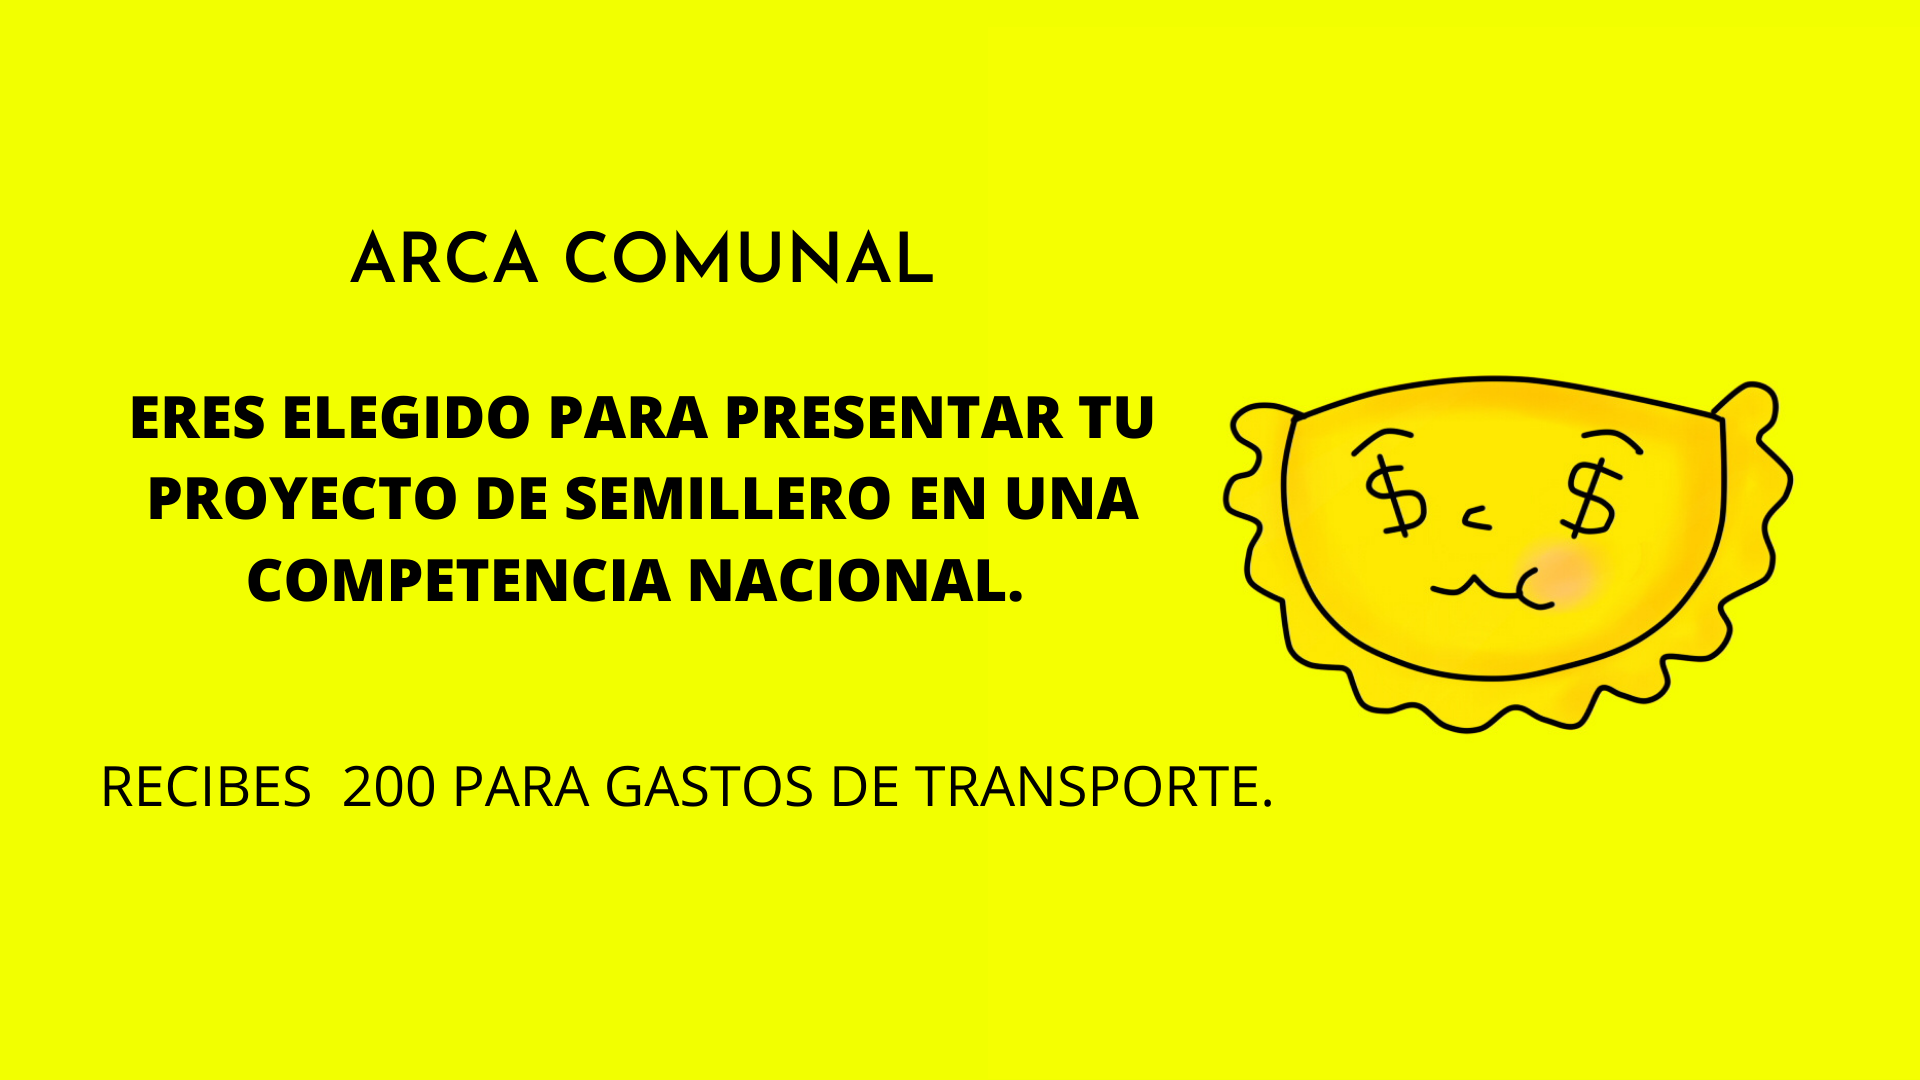 ARCA COMUNAL
ERES ELEGIDO PARA PRESENTAR TU
PROYECTO DE SEMILLERO EN UNA
COMPETENCIA NACIONAL.
RECIBES  200 PARA GASTOS DE TRANSPORTE.